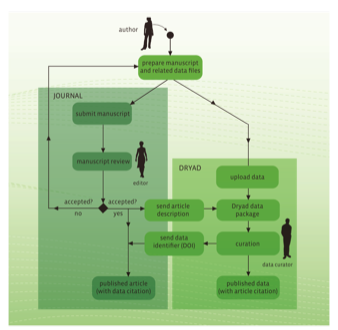 author
prepare manuscript
and related data files
JOURNAL
submit manuscript
manuscript review
editor
DRYAD
upload data
accepted?
accepted?
no
yes
send article
description
Dryad data
package
send data
identifier (DOI)
curation
data curator
published article
(with data citation)
published data
(with article citation)